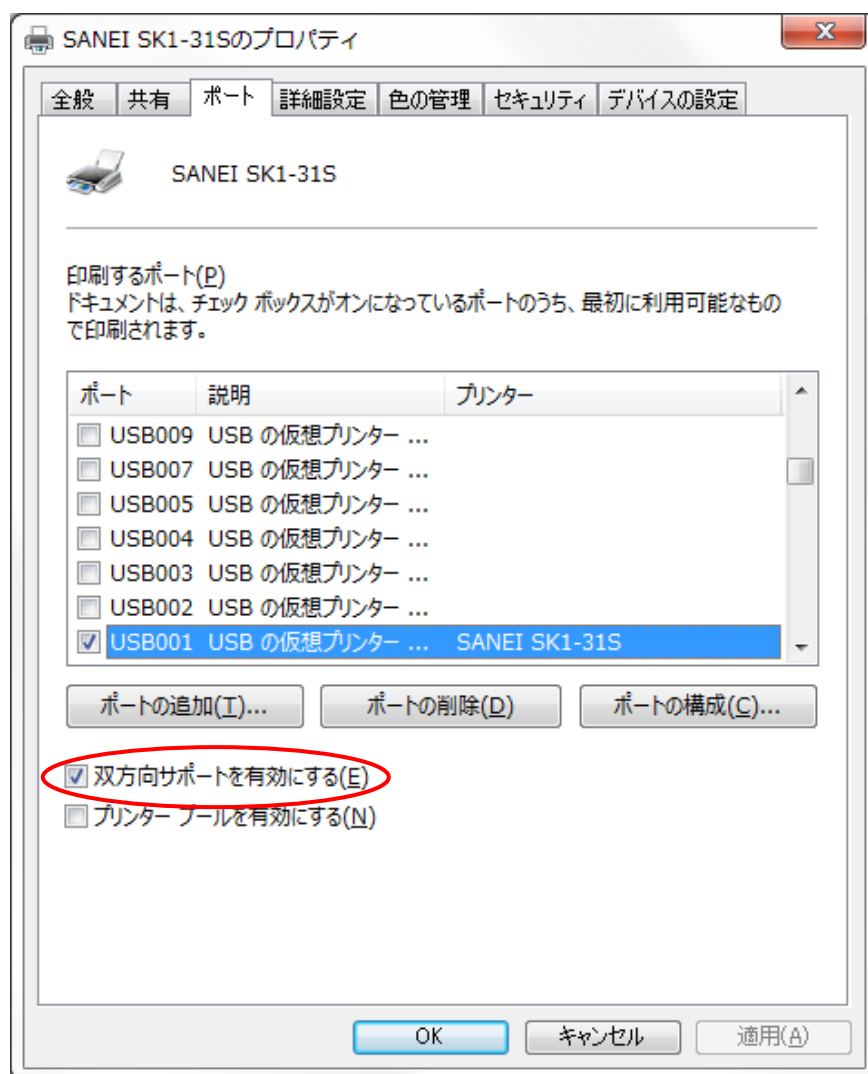 SANEI SK1-31Sのプロパティ
全般 共有 ポート 詳細設定 色の管理 セキュリティ デバイスの設定
SANEI SK1-31S
印刷するポート(P)
ドキュメントは、チェック ボックスがオンになっているポートのうち、最初に利用可能なもの
で印刷されます。
ポート 説明 プリンター
USB009 USB の仮想プリンター ...
USB007 USB の仮想プリンター ...
USB005 USB の仮想プリンター ...
USB004 USB の仮想プリンター ...
USB003 USB の仮想プリンター ...
USB002 USB の仮想プリンター ...
USB001 USB の仮想プリンター ... SANEI SK1-31S
ポートの追加(T)... ポートの削除(D) ポートの構成(C)...
双方向サポートを有効にする(E)
プリンター プールを有効にする(N)
OK キャンセル 適用(A)